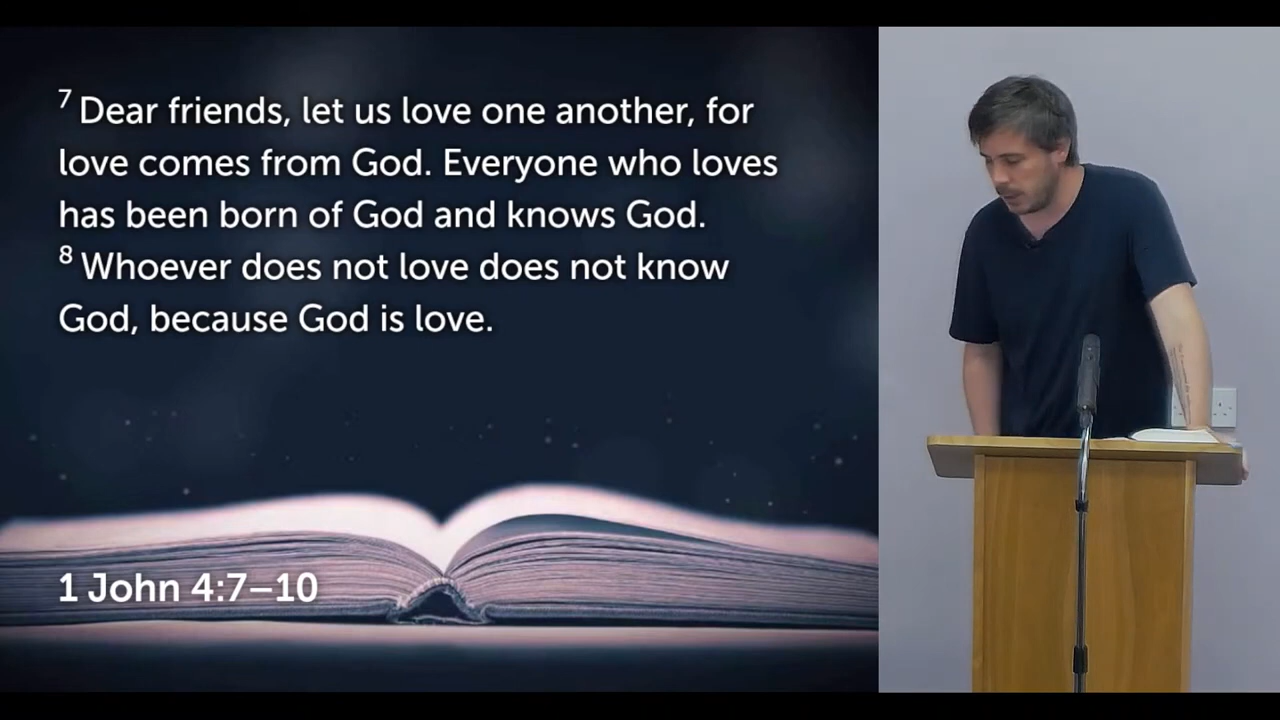 7 Dear friends, let us love one another, for
love comes from God. Everyone who loves
has been born of God and knows God.
8 Whoever does not love does not know
God, because God is love.
1 John 4:7–10